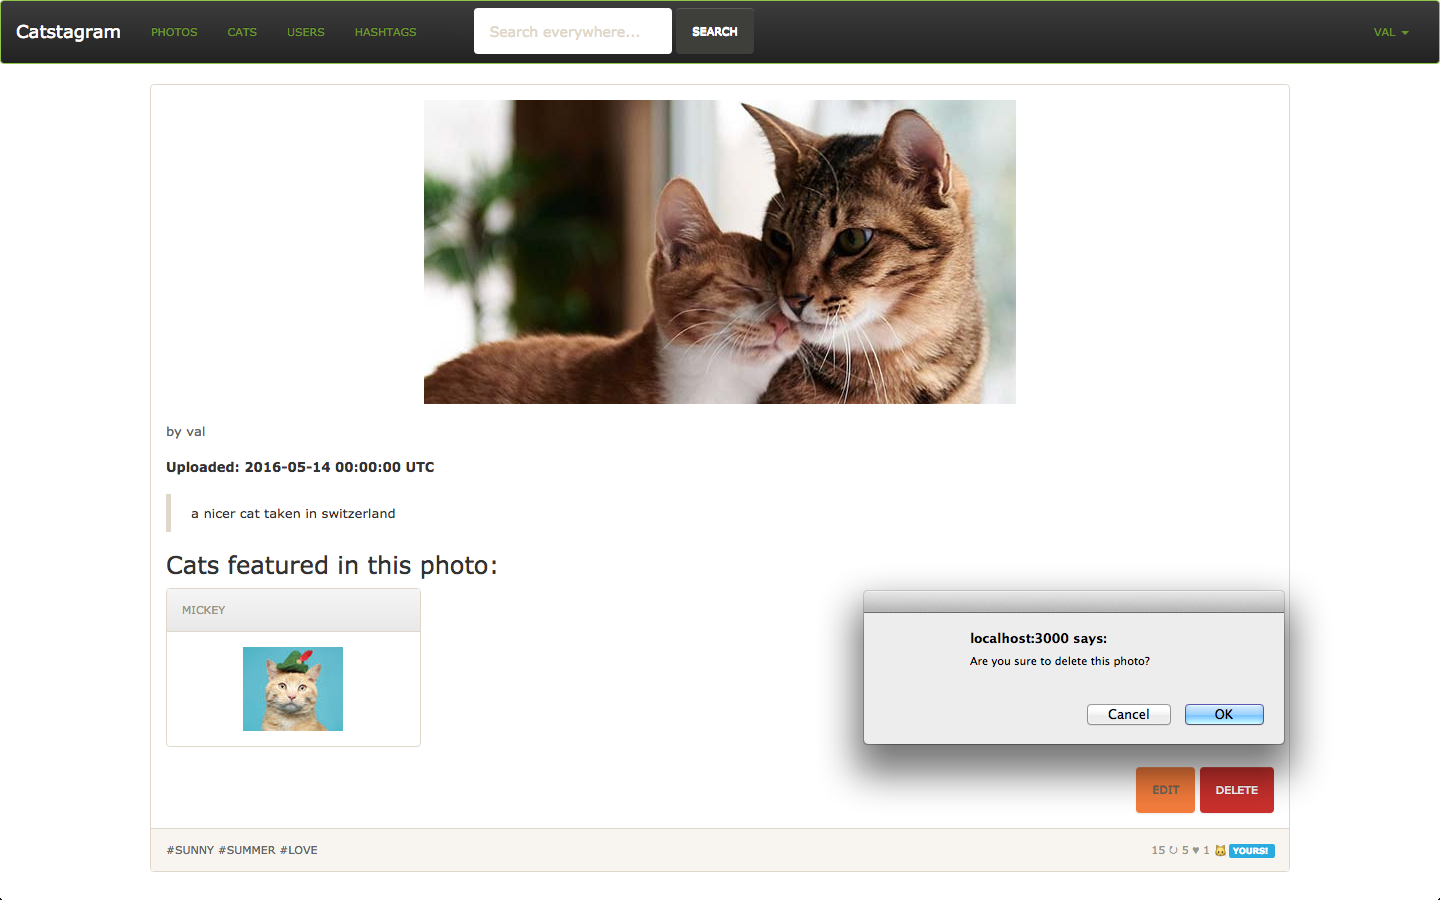 Catstagram PHOTOS CATS USERS HASHTAGS Search everywhere... SEARCH VAL
by val
Uploaded: 2016-05-14 00:00:00 UTC
a nicer cat taken in switzerland
Cats featured in this photo:
MICKEY
localhost:3000 says:
Are you sure to delete this photo?
Cancel OK
EDIT DELETE
#SUNNY #SUMMER #LOVE 15 ↻ 5 ♥ 1 🐱 YOURS!